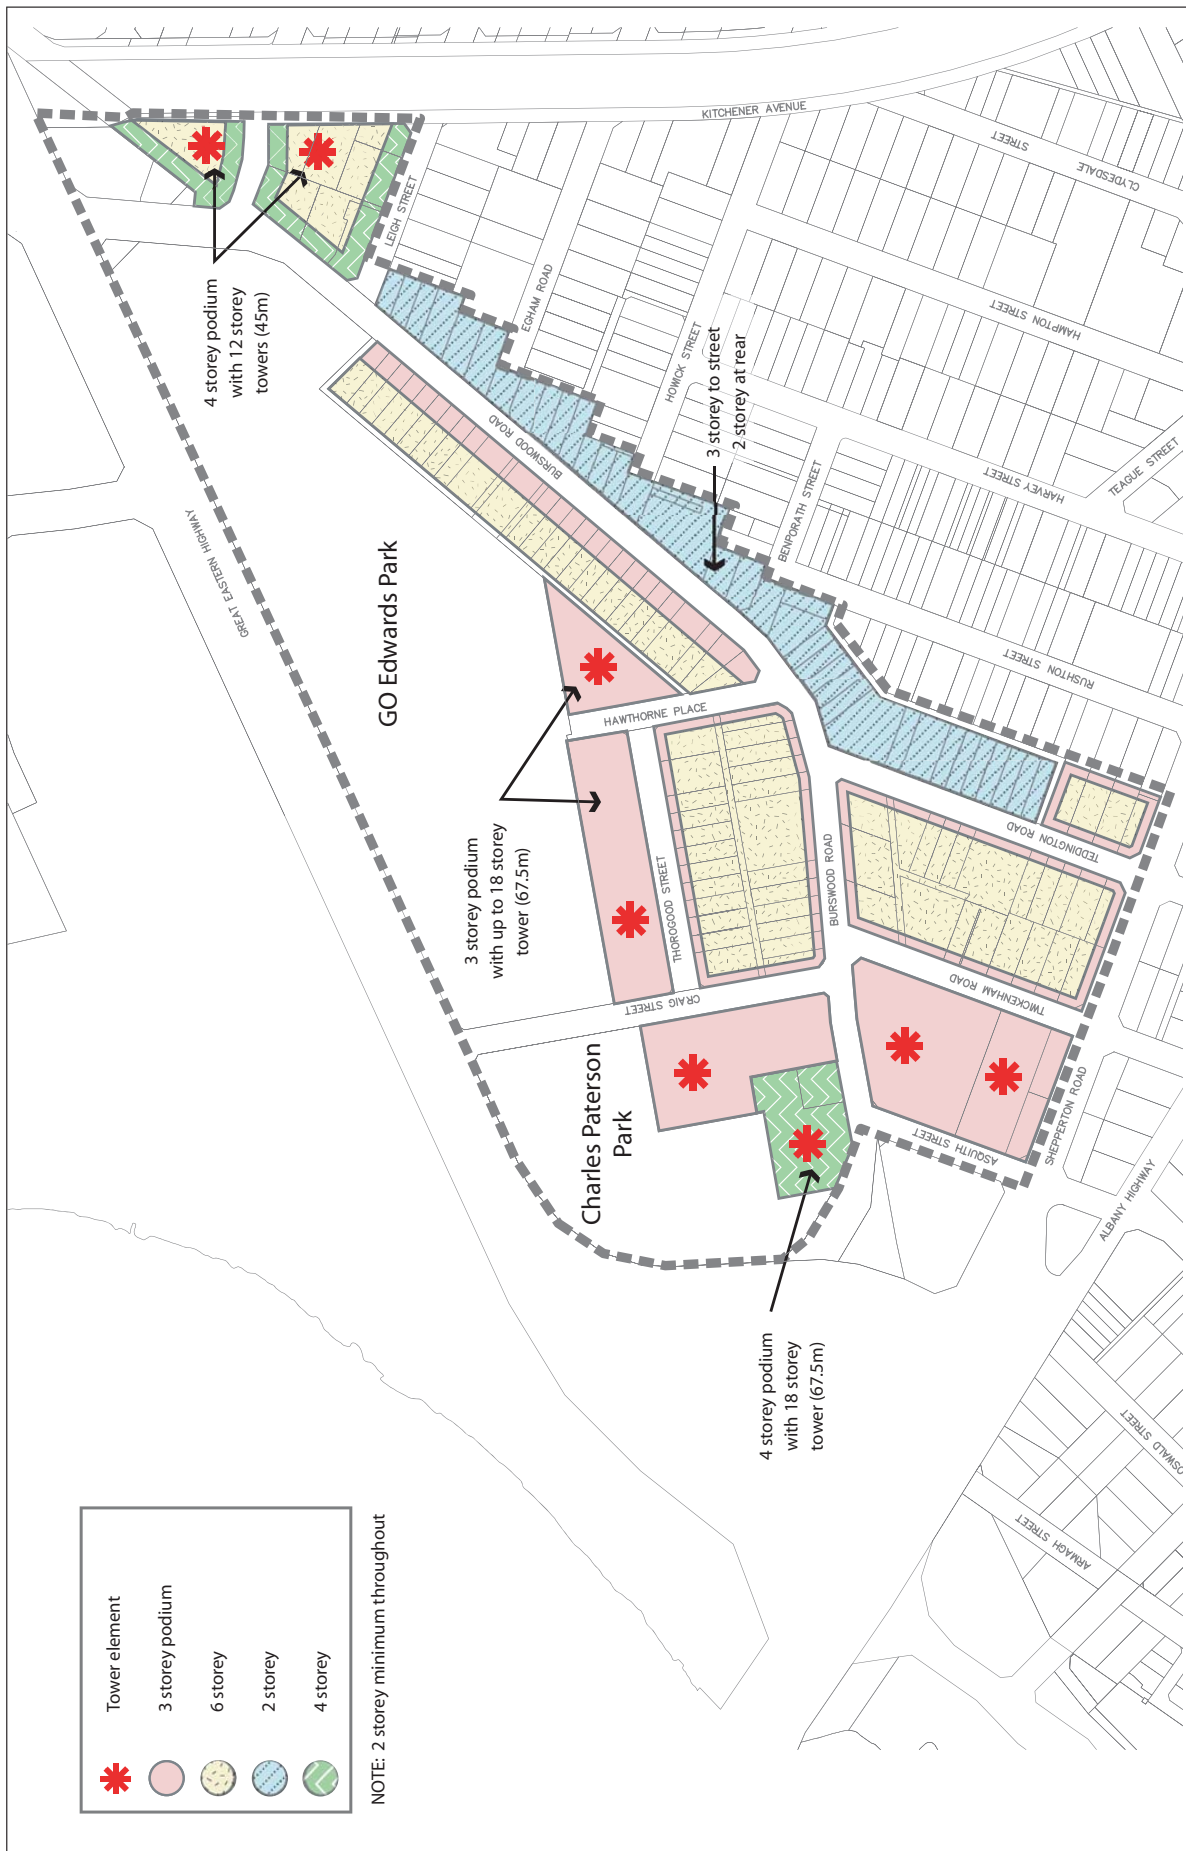 KITCHENER AVENUE
CLYDESDALE
STREET
LEIGH STREET
4 storey podium
with 12 storey
towers (45m)
EGHAM ROAD
HAMPTON STREET
HOWICK STREET
3 storey to street
2 storey at rear
BURSWOOD ROAD
HARVEY STREET
TEAGUE STREET
BENPORATH STREET
GREAT EASTERN HIGHWAY
GO Edwards Park
RUSHTON STREET
HAWTHORNE PLACE
3 storey podium
with up to 18 storey
tower (67.5m)
THOROGOOD STREET
BURSWOOD ROAD
TEDDINGTON ROAD
TWICKENHAM ROAD
CRAIG STREET
Charles Paterson
Park
ASQUITH STREET
SHEPPERTON ROAD
ALBANY HIGHWAY
4 storey podium
with 18 storey
tower (67.5m)
OSWALD STREET
ARMAGH STREET
Tower element
3 storey podium
6 storey
2 storey
4 storey
NOTE: 2 storey minimum throughout